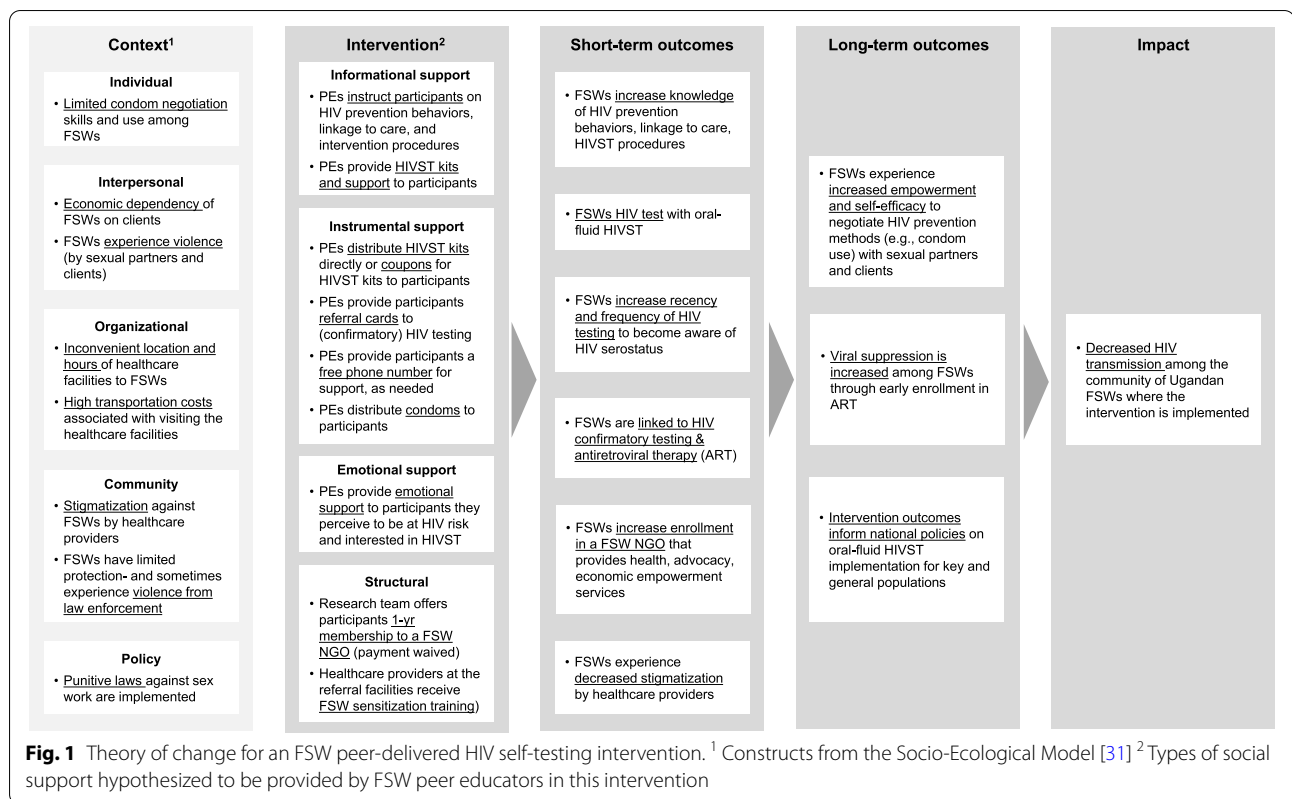 Context1
Individual
• Limited condom negotiation
skills and use among
FSWs
Interpersonal
• Economic dependency of
FSWs on clients
• FSWs experience violence
(by sexual partners and
clients)
Organizational
• Inconvenient location and
hours of healthcare
facilities to FSWs
• High transportation costs
associated with visiting the
healthcare facilities
Community
• Stigmatization against
FSWs by healthcare
providers
• FSWs have limited
protection- and sometimes
experience violence from
law enforcement
Policy
• Punitive laws against sex
work are implemented
Intervention2
Informational support
• PEs instruct participants on
HIV prevention behaviors,
linkage to care, and
intervention procedures
• PEs provide HIVST kits
and support to participants
Instrumental support
• PEs distribute HIVST kits
directly or coupons for
HIVST kits to participants
• PEs provide participants
referral cards to
(confirmatory) HIV testing
• PEs provide participants a
free phone number for
support, as needed
• PEs distribute condoms to
participants
Emotional support
• PEs provide emotional
support to participants they
perceive to be at HIV risk
and interested in HIVST
Structural
• Research team offers
participants 1-yr
membership to a FSW
NGO (payment waived)
• Healthcare providers at the
referral facilities receive
FSW sensitization training)
Short-term outcomes
• FSWs increase knowledge
of HIV prevention
behaviors, linkage to care,
HIVST procedures
• FSWs HIV test with oral-
fluid HIVST
• FSWs increase recency
and frequency of HIV
testing to become aware of
HIV serostatus
• FSWs are linked to HIV
confirmatory testing &
antiretroviral therapy (ART)
• FSWs increase enrollment
in a FSW NGO that
provides health, advocacy,
economic empowerment
services
• FSWs experience
decreased stigmatization
by healthcare providers
Long-term outcomes
• FSWs experience
increased empowerment
and self-efficacy to
negotiate HIV prevention
methods (e.g., condom
use) with sexual partners
and clients
• Viral suppression is
increased among FSWs
through early enrollment in
ART
• Intervention outcomes
inform national policies on
oral-fluid HIVST
implementation for key and
general populations
Impact
• Decreased HIV
transmission among the
community of Ugandan
FSWs where the
intervention is implemented
Fig. 1 Theory of change for an FSW peer-delivered HIV self-testing intervention. 1 Constructs from the Socio-Ecological Model [31] 2 Types of social
support hypothesized to be provided by FSW peer educators in this intervention